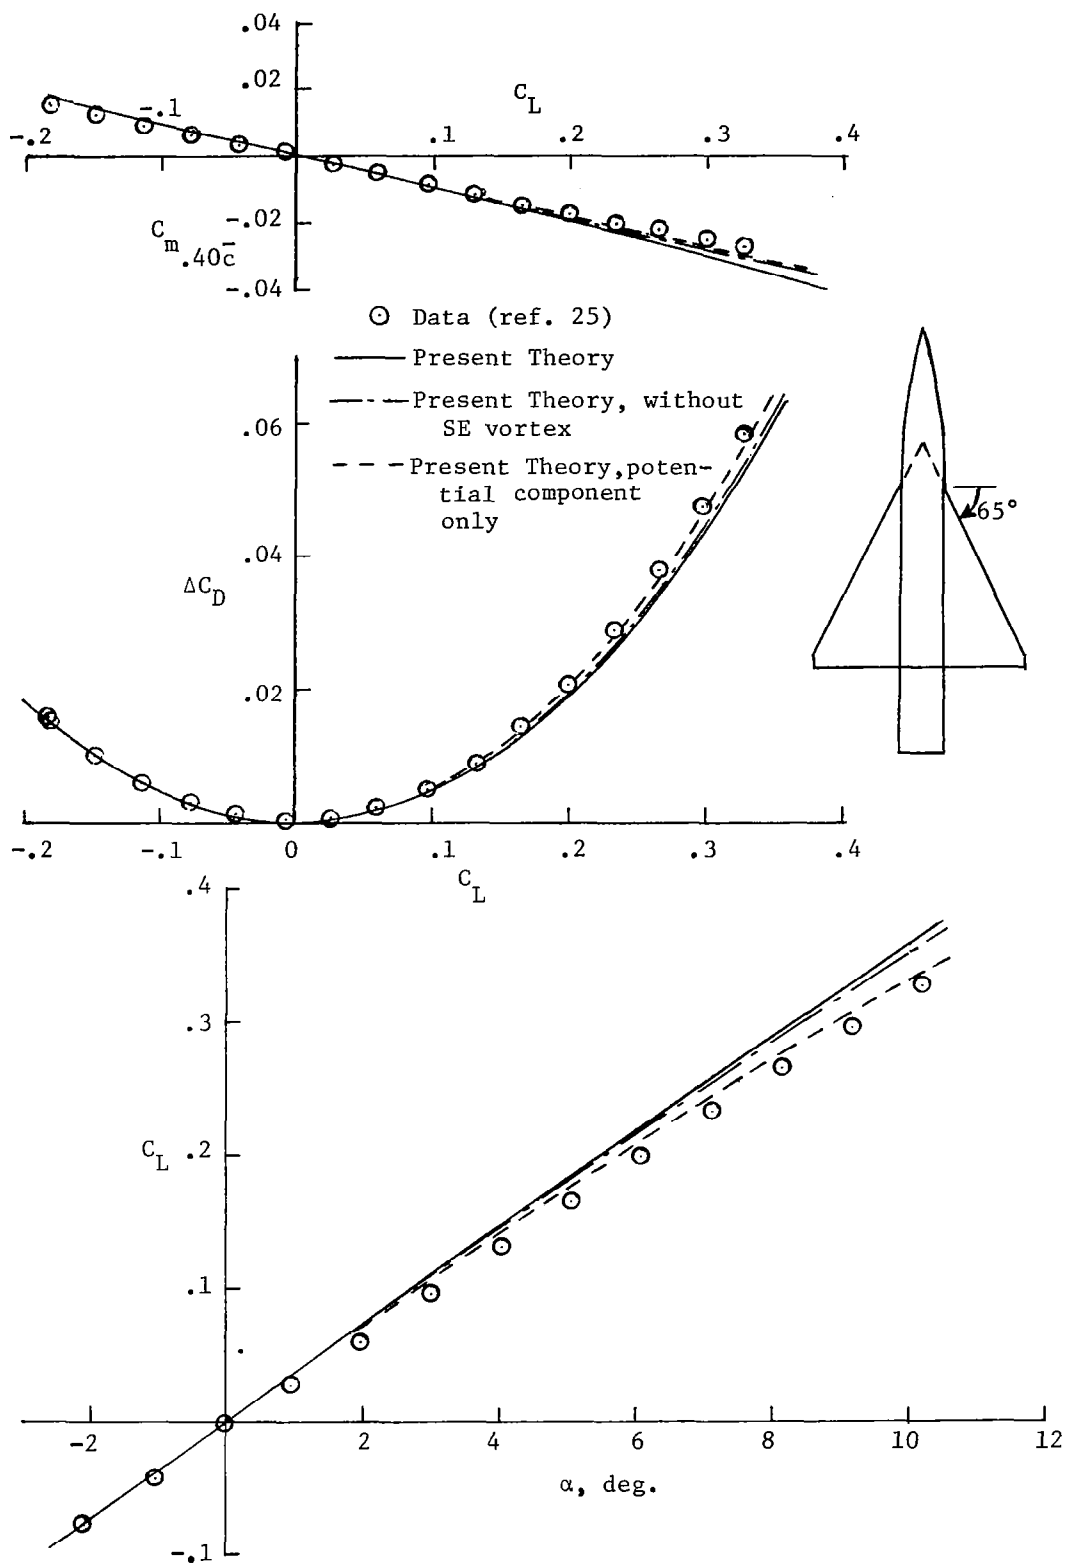 .04
.02
C_L
-.2
-.1
.1
.2
.3
.4
C_m .40c̄
-.02
-.04
Data (ref. 25)
Present Theory
Present Theory, without
SE vortex
Present Theory, poten-
tial component
only
65°
.06
.04
ΔC_D
.02
-.2
-.1
0
.1
.2
.3
.4
C_L
.4
.3
C_L
.2
.1
-2
2
4
6
8
10
12
α, deg.
-.1